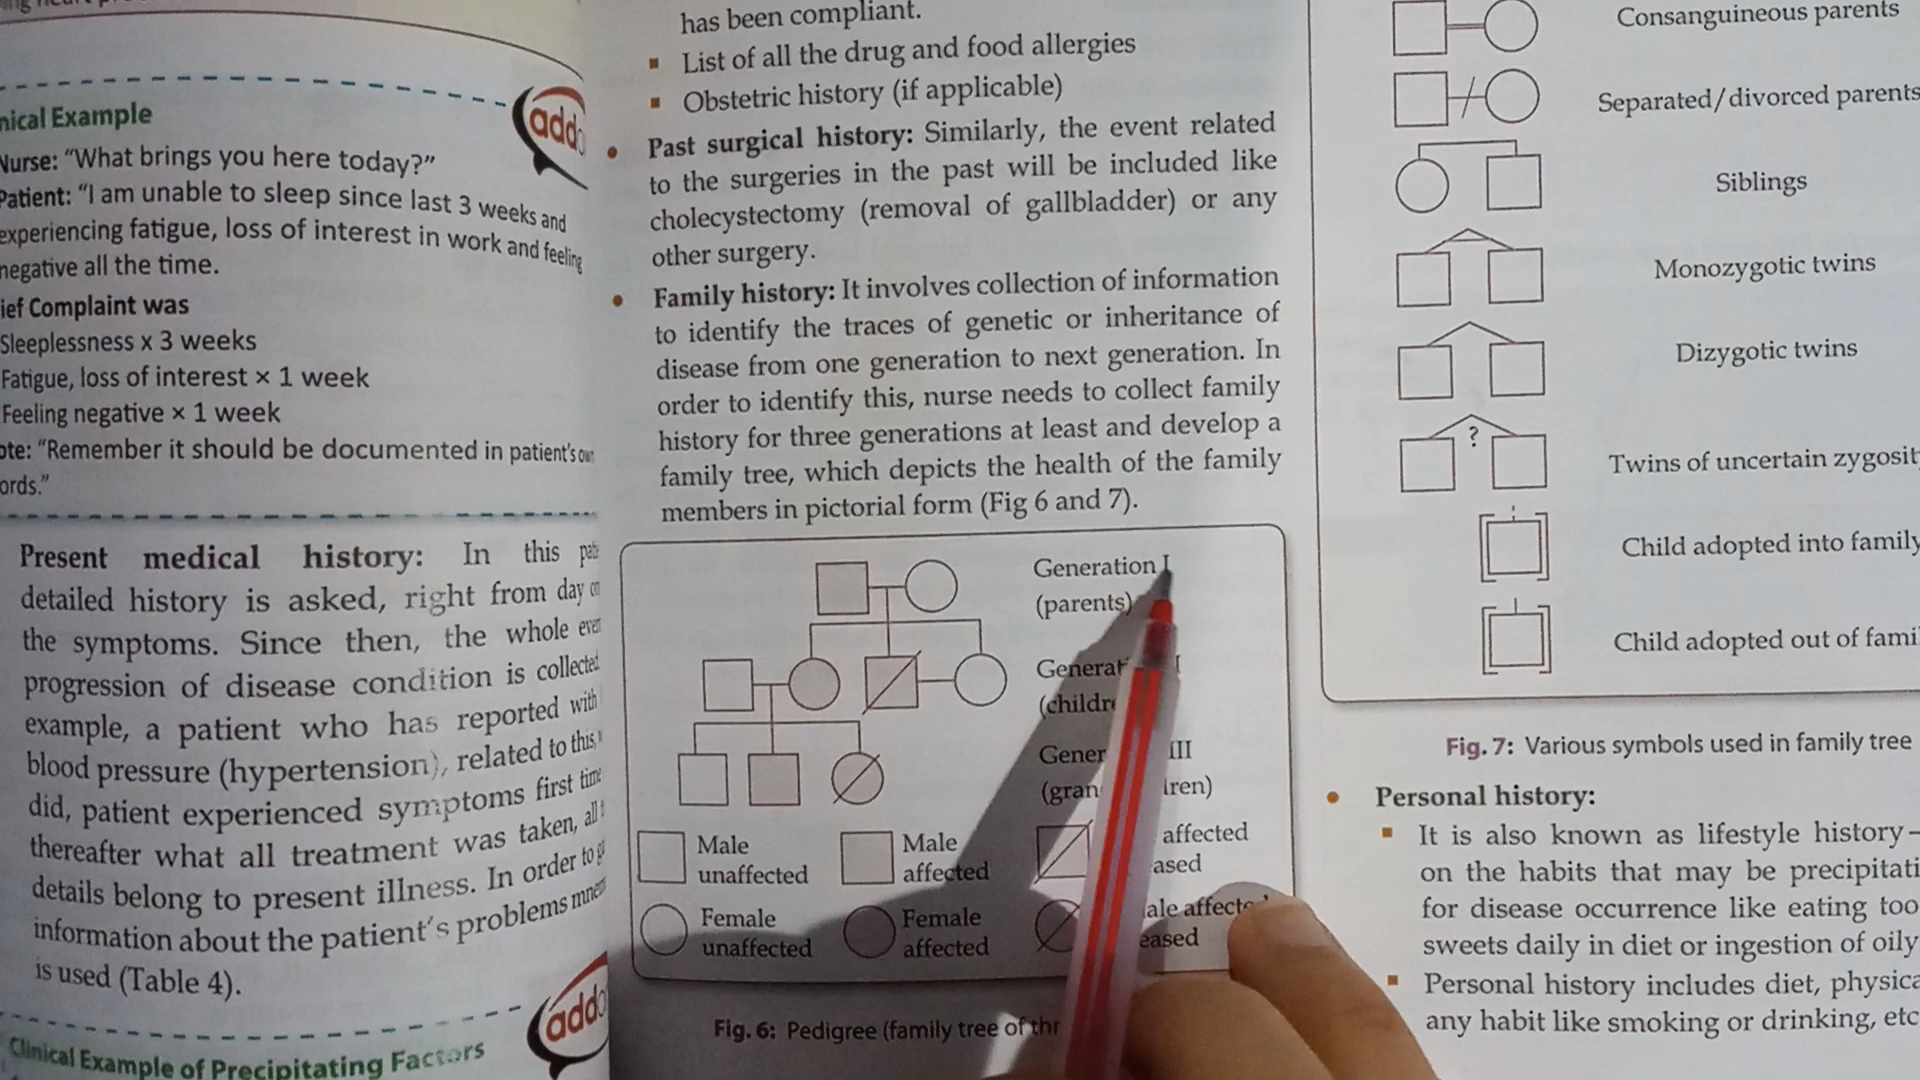 nical Example
Nurse: “What brings you here today?”
Patient: “I am unable to sleep since last 3 weeks and
experiencing fatigue, loss of interest in work and feeling
negative all the time.
ief Complaint was
Sleeplessness x 3 weeks
Fatigue, loss of interest × 1 week
Feeling negative × 1 week
ote: “Remember it should be documented in patient's own
ords.”
Present medical history: In this
detailed history is asked, right from day
the symptoms. Since then, the whole
progression of disease condition is collected
example, a patient who has reported with
blood pressure (hypertension), related to this,
did, patient experienced symptoms first time
thereafter what all treatment was taken, all
details belong to present illness. In order to
information about the patient's problems
is used (Table 4).
Clinical Example of Precipitating Factors
add
addo
has been compliant.
▪ List of all the drug and food allergies
▪ Obstetric history (if applicable)
• Past surgical history: Similarly, the event related
to the surgeries in the past will be included like
cholecystectomy (removal of gallbladder) or any
other surgery.
• Family history: It involves collection of information
to identify the traces of genetic or inheritance of
disease from one generation to next generation. In
order to identify this, nurse needs to collect family
history for three generations at least and develop a
family tree, which depicts the health of the family
members in pictorial form (Fig 6 and 7).
Generation I
(parents)
Generat I
(childre
Gener III
(gran lren)
Male
unaffected
Male
affected
affected
ased
Female
unaffected
Female
affected
ale affecte
eased
Fig. 6: Pedigree (family tree of thr
Consanguineous parents
Separated/divorced parents
Siblings
Monozygotic twins
Dizygotic twins
?
Twins of uncertain zygosit
Child adopted into family
Child adopted out of fami
Fig. 7: Various symbols used in family tree
• Personal history:
▪ It is also known as lifestyle history–
on the habits that may be precipitati
for disease occurrence like eating too
sweets daily in diet or ingestion of oily
▪ Personal history includes diet, physica
any habit like smoking or drinking, etc